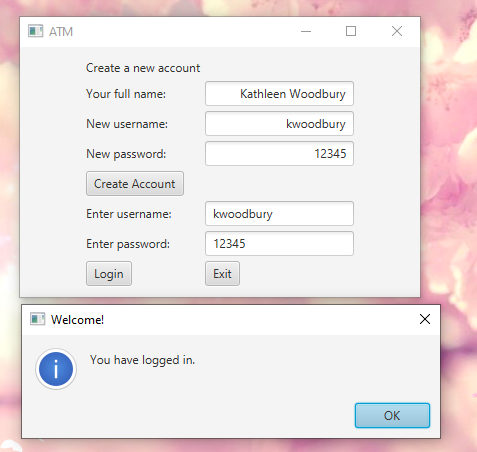 ATM
Create a new account
Your full name: Kathleen Woodbury
New username: kwoodbury
New password: 12345
Create Account
Enter username: kwoodbury
Enter password: 12345
Login Exit
Welcome!
i You have logged in.
OK